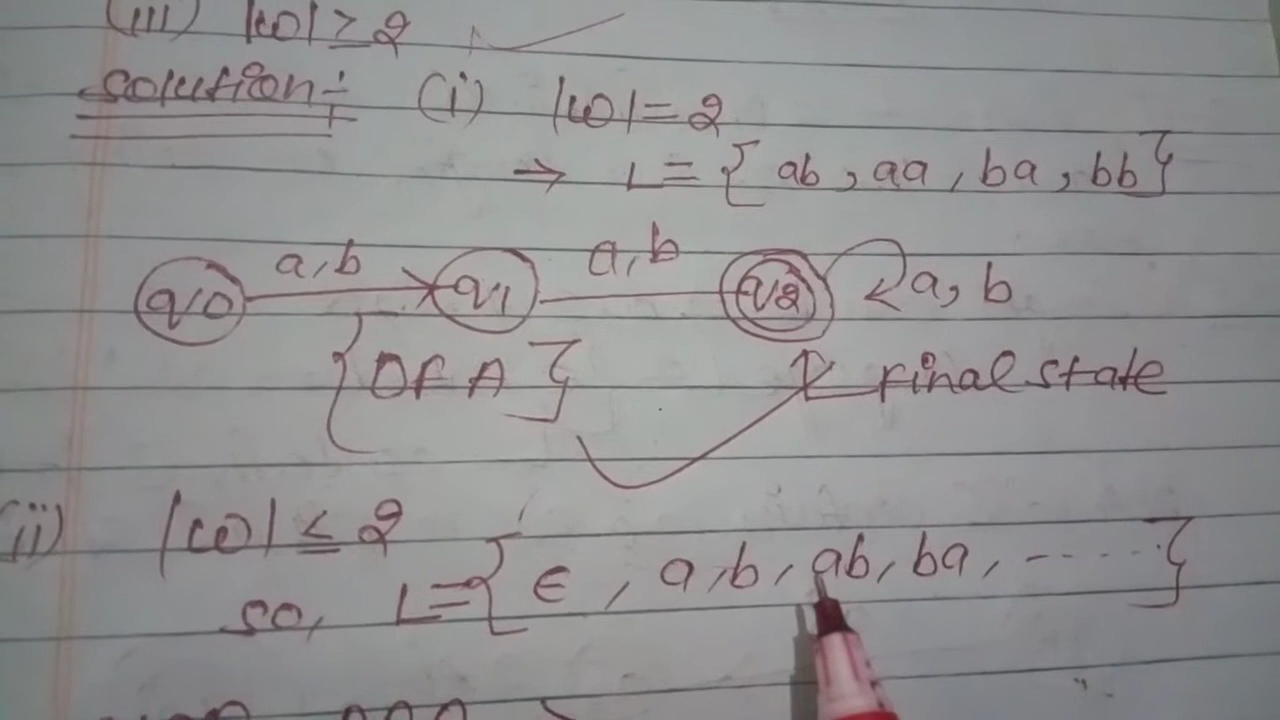 (iii) |w| ≥ 2
Solution:- (i) |w| = 2
→ L = { ab, aa, ba, bb }
a, b a, b
q0 q1 q2 a, b
{ DFA } final state
(ii) |w| ≤ 2
so, L = { ϵ, a, b, ab, ba, ----- }